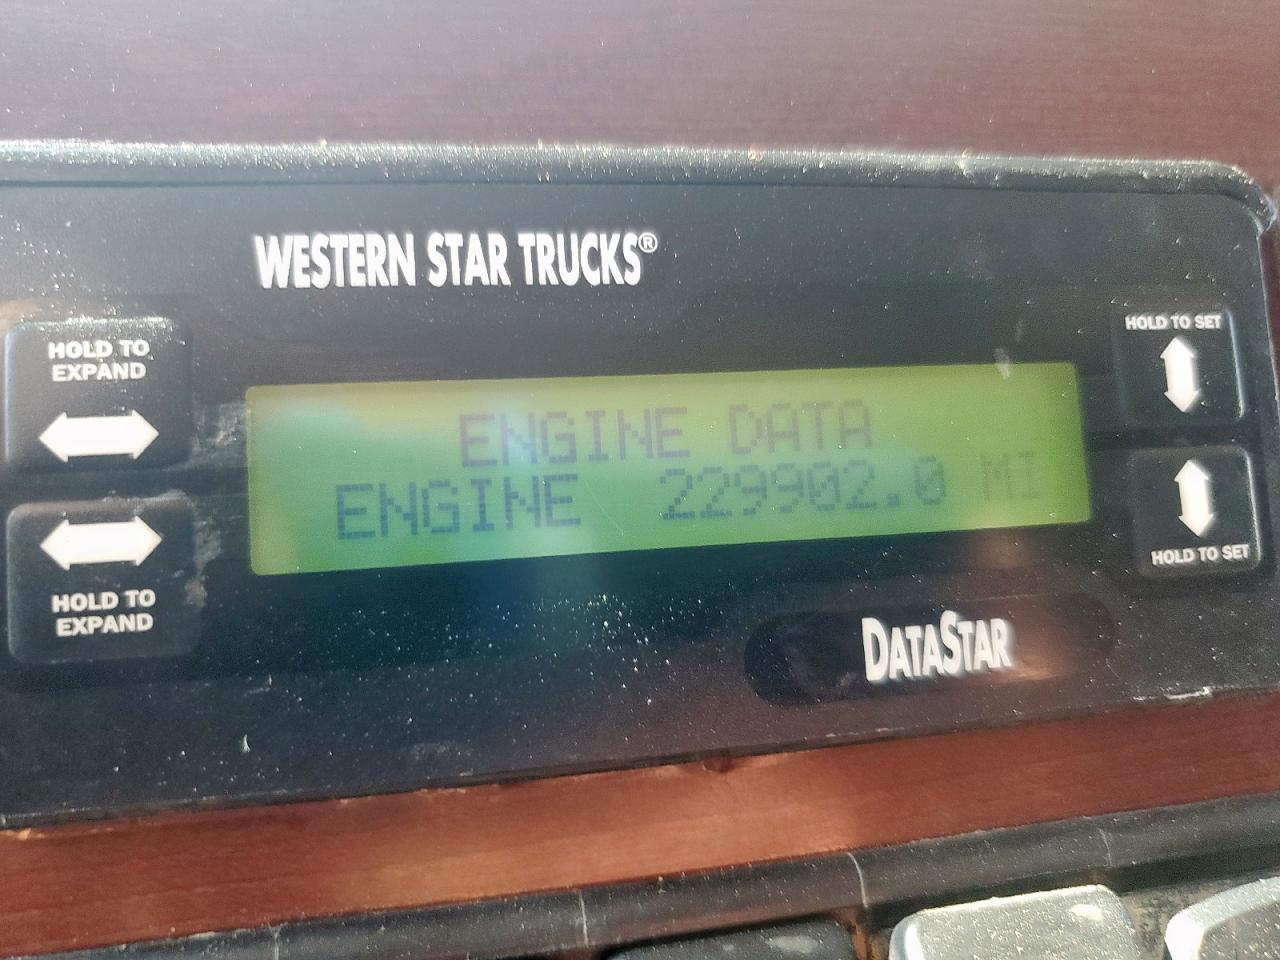 WESTERN STAR TRUCKS®
HOLD TO
EXPAND
HOLD TO SET
ENGINE DATA
ENGINE 229902.0 MI
HOLD TO
EXPAND
HOLD TO SET
DATASTAR